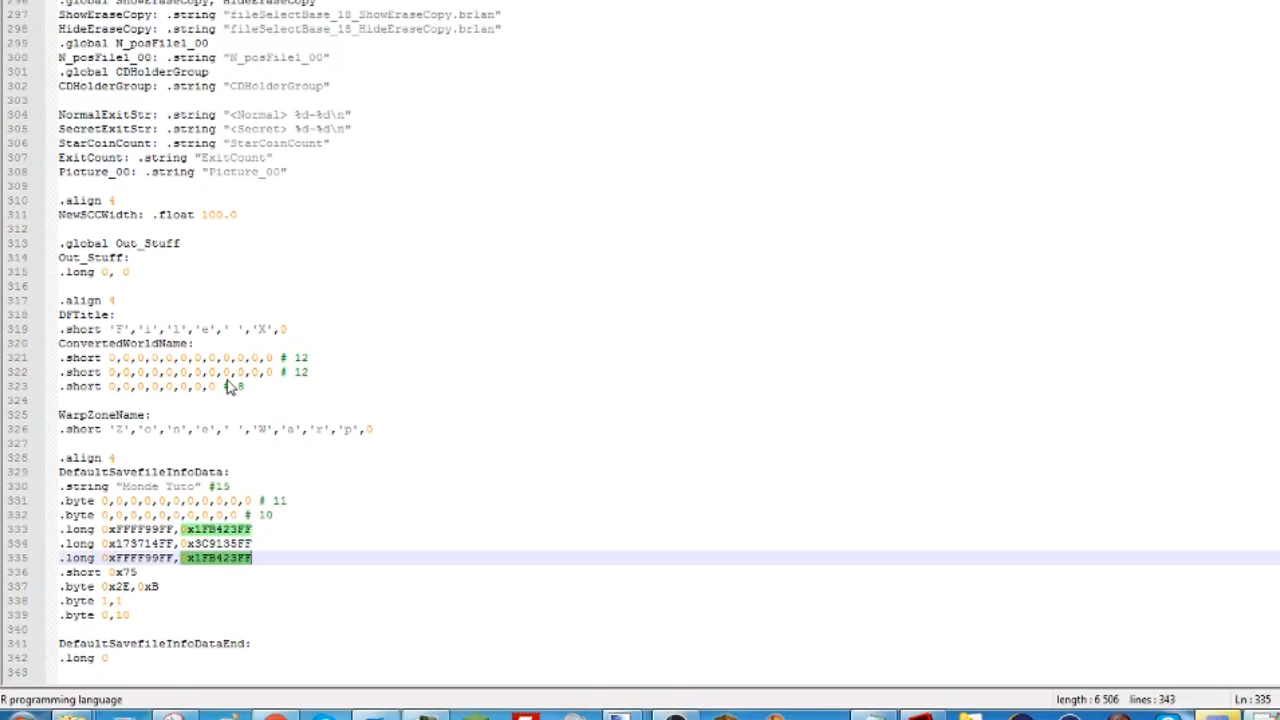 296 .global ShowEraseCopy, HideEraseCopy
297 ShowEraseCopy: .string "fileSelectBase_18_ShowEraseCopy.brlan"
298 HideEraseCopy: .string "fileSelectBase_18_HideEraseCopy.brlan"
299 .global N_posFile1_00
300 N_posFile1_00: .string "N_posFile1_00"
301 .global CDHolderGroup
302 CDHolderGroup: .string "CDHolderGroup"
303
304 NormalExitStr: .string "<Normal> %d-%d\n"
305 SecretExitStr: .string "<Secret> %d-%d\n"
306 StarCoinCount: .string "StarCoinCount"
307 ExitCount: .string "ExitCount"
308 Picture_00: .string "Picture_00"
309
310 .align 4
311 NewSCCWidth: .float 100.0
312
313 .global Out_Stuff
314 Out_Stuff:
315 .long 0, 0
316
317 .align 4
318 DFTitle:
319 .short 'F','i','l','e',' ','X',0
320 ConvertedWorldName:
321 .short 0,0,0,0,0,0,0,0,0,0,0,0 # 12
322 .short 0,0,0,0,0,0,0,0,0,0,0,0 # 12
323 .short 0,0,0,0,0,0,0,0 # 8
324
325 WarpZoneName:
326 .short 'Z','o','n','e',' ','W','a','r','p',0
327
328 .align 4
329 DefaultSavefileInfoData:
330 .string "Monde Tuto" #15
331 .byte 0,0,0,0,0,0,0,0,0,0,0 # 11
332 .byte 0,0,0,0,0,0,0,0,0,0 # 10
333 .long 0xFFFF99FF,0x1FB423FF
334 .long 0x173714FF,0x3C9135FF
335 .long 0xFFFF99FF,0x1FB423FF
336 .short 0x75
337 .byte 0x2E,0xB
338 .byte 1,1
339 .byte 0,10
340
341 DefaultSavefileInfoDataEnd:
342 .long 0
343
R programming language length : 6 506 lines : 343 Ln : 335